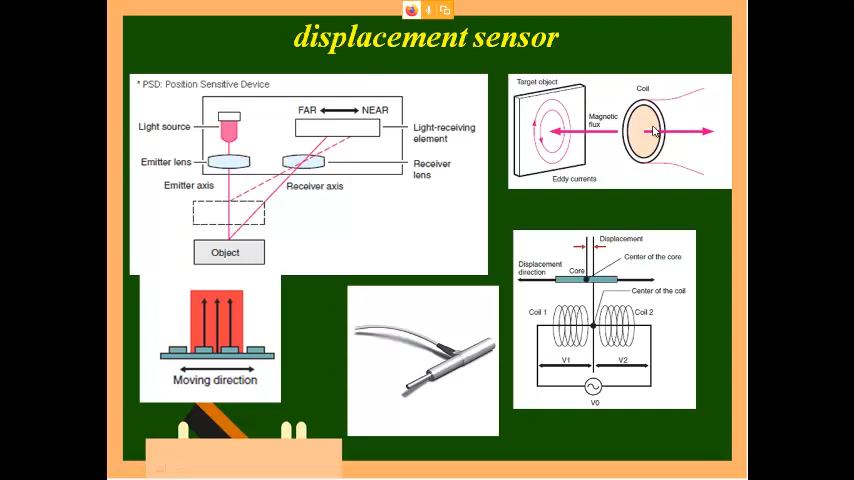 displacement sensor
* PSD: Position Sensitive Device
FAR NEAR
Light source
Light-receiving
element
Emitter lens
Receiver
lens
Emitter axis
Receiver axis
Object
Moving direction
Target object
Coil
Magnetic
flux
Eddy currents
Displacement
Displacement
direction
Core
Center of the core
Center of the coil
Coil 1
Coil 2
V1
V2
V0